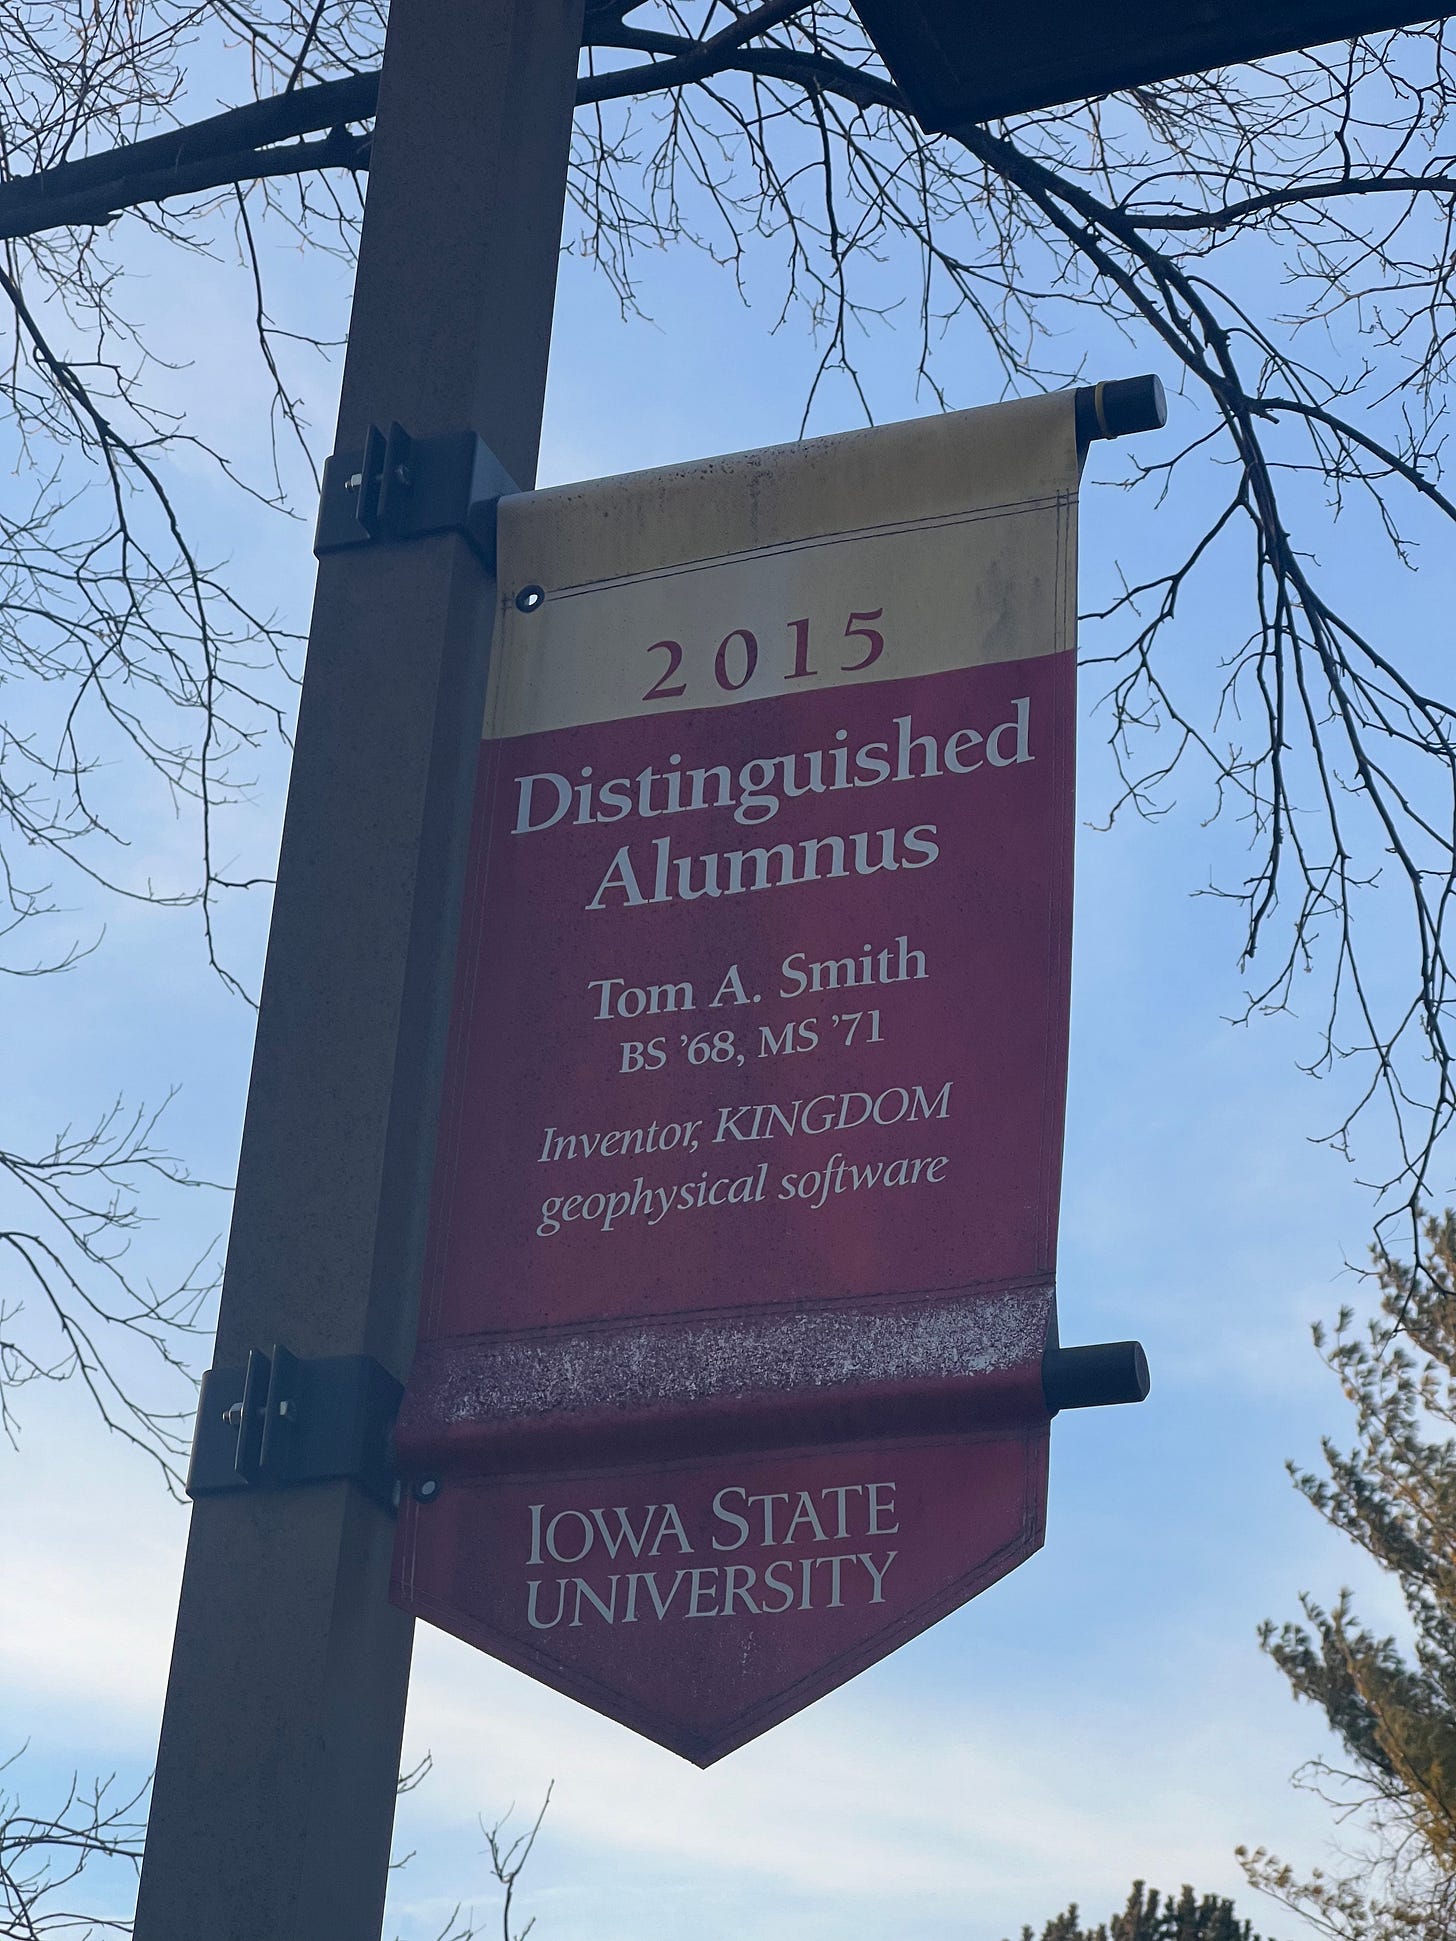 2015
Distinguished
Alumnus
Tom A. Smith
BS ’68, MS ’71
Inventor, KINGDOM
geophysical software
IOWA STATE
UNIVERSITY